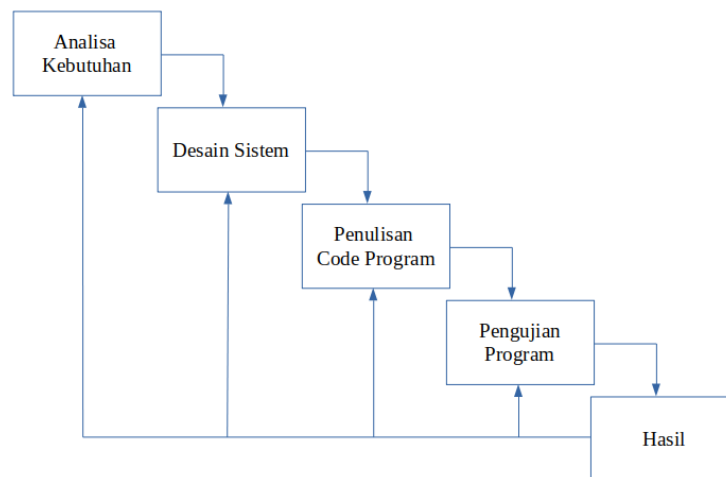 Analisa
Kebutuhan
Desain Sistem
Penulisan
Code Program
Pengujian
Program
Hasil